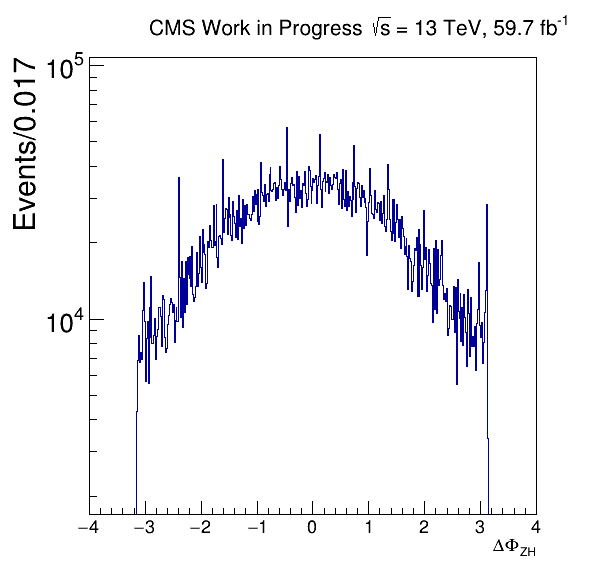 CMS Work in Progress √s = 13 TeV, 59.7 fb⁻¹
Events/0.017
10⁵
10⁴
−4 −3 −2 −1 0 1 2 3 4
ΔΦ_ZH